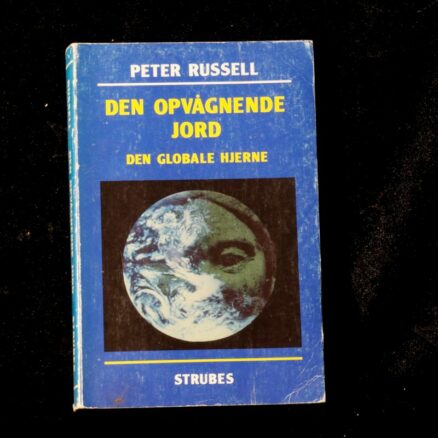 PETER RUSSELL
DEN OPVÅGNENDE
JORD
DEN GLOBALE HJERNE
STRUBES